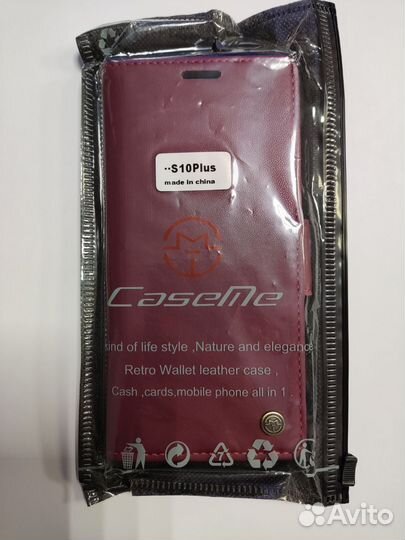 ··S10Plus
made in china
CaseMe
kind of life style ,Nature and elegance
Retro Wallet leather case ,
Cash ,cards,mobile phone all in 1 .
7
Avito